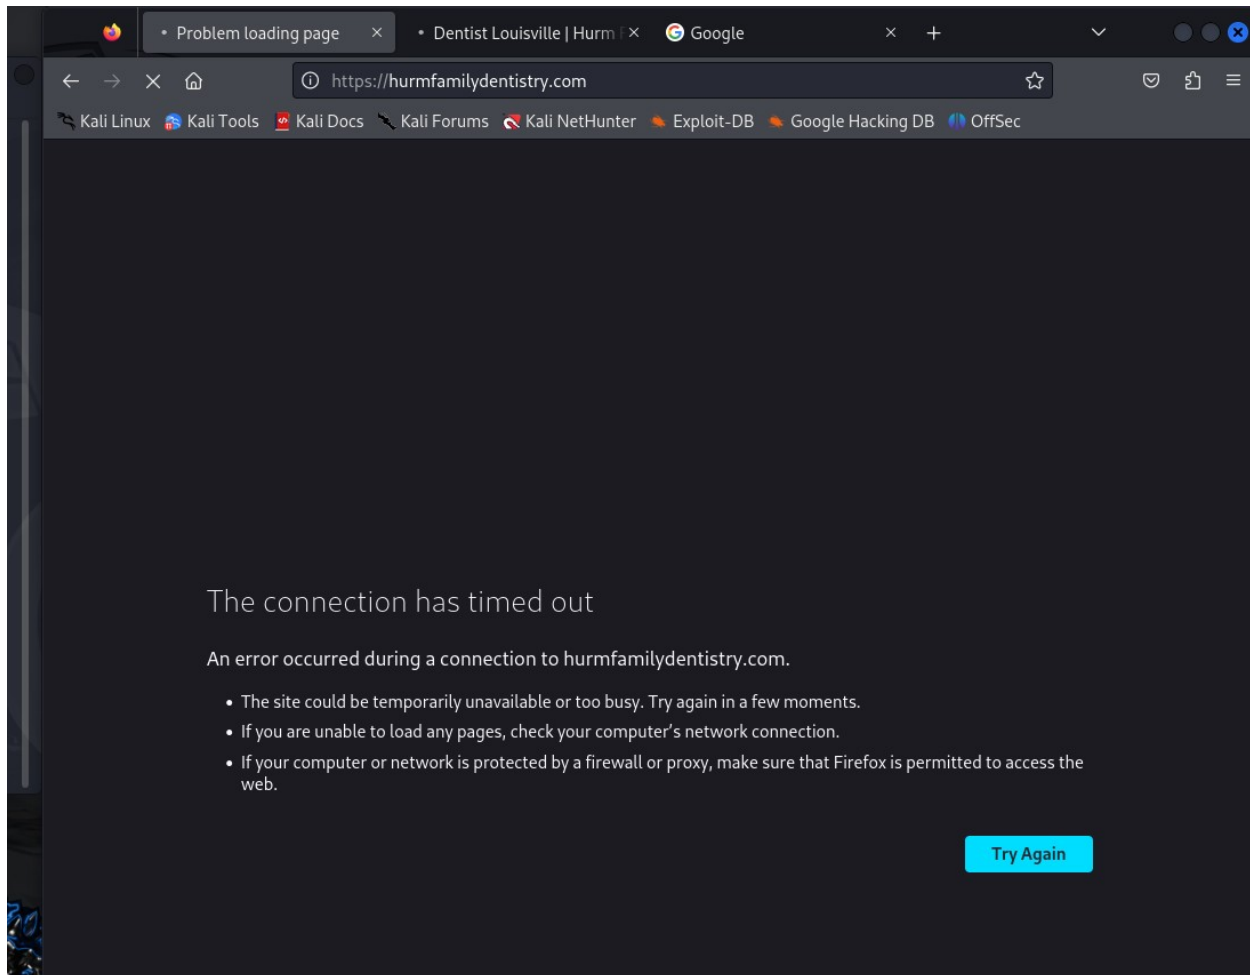 Problem loading page
Dentist Louisville | Hurm F
Google
https://hurmfamilydentistry.com
Kali Linux
Kali Tools
Kali Docs
Kali Forums
Kali NetHunter
Exploit-DB
Google Hacking DB
OffSec
The connection has timed out
An error occurred during a connection to hurmfamilydentistry.com.
• The site could be temporarily unavailable or too busy. Try again in a few moments.
• If you are unable to load any pages, check your computer’s network connection.
• If your computer or network is protected by a firewall or proxy, make sure that Firefox is permitted to access the
web.
Try Again